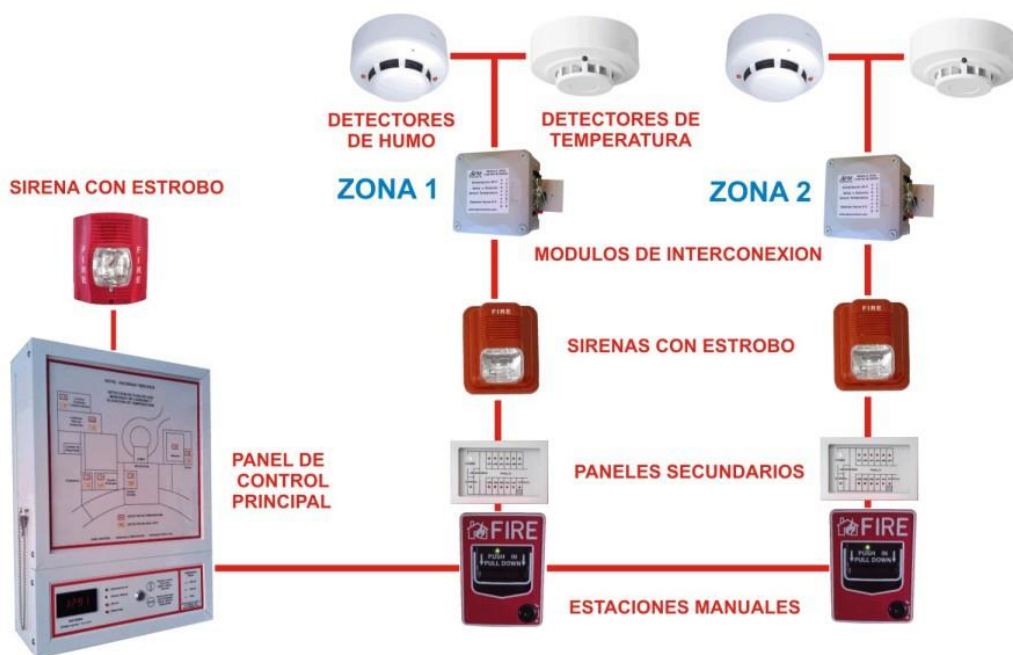 DETECTORES
DE HUMO
DETECTORES DE
TEMPERATURA
SIRENA CON ESTROBO
ZONA 1
ZONA 2
MODULOS DE INTERCONEXION
FIRE
FIRE
FIRE
FIRE
SIRENAS CON ESTROBO
PANEL DE
CONTROL
PRINCIPAL
PANELES SECUNDARIOS
FIRE
PUSH IN
PULL DOWN
FIRE
PUSH IN
PULL DOWN
ESTACIONES MANUALES